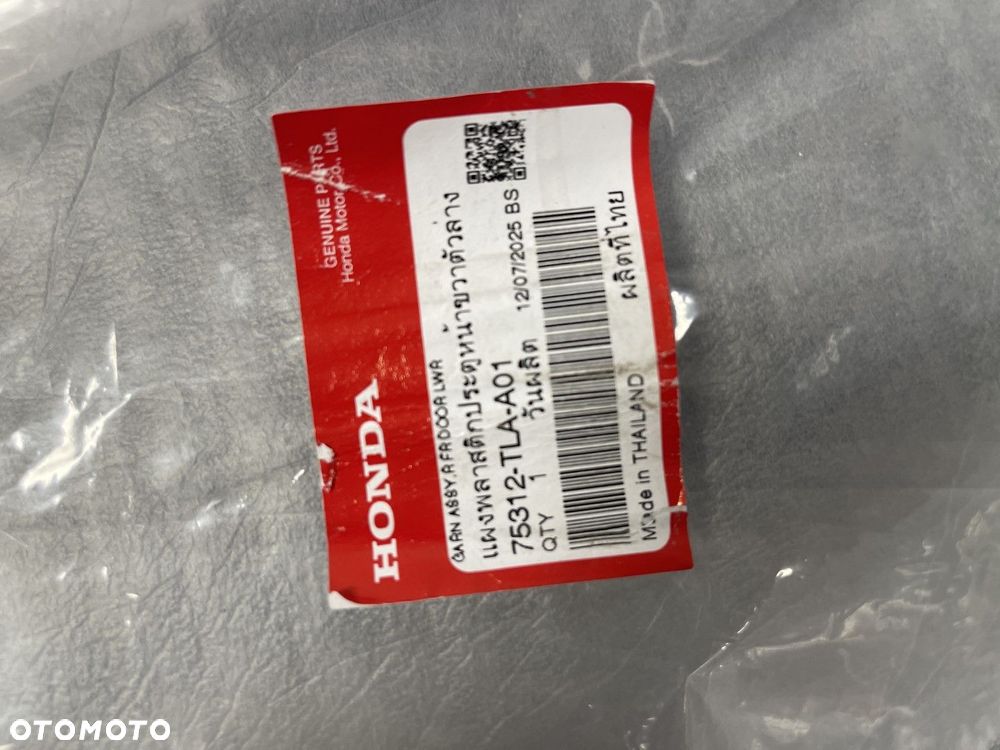 HONDA
GENUINE PARTS
Honda Motor Co., Ltd.
GARN ASSY,R FR DOOR LWR
แผงพลาสติกประตูหน้าขวาตัวล่าง
75312-TLA-A01
QTY 1 วันผลิต 12/07/2025 BS
Made in THAILAND ผลิตที่ไทย
OTOMOTO